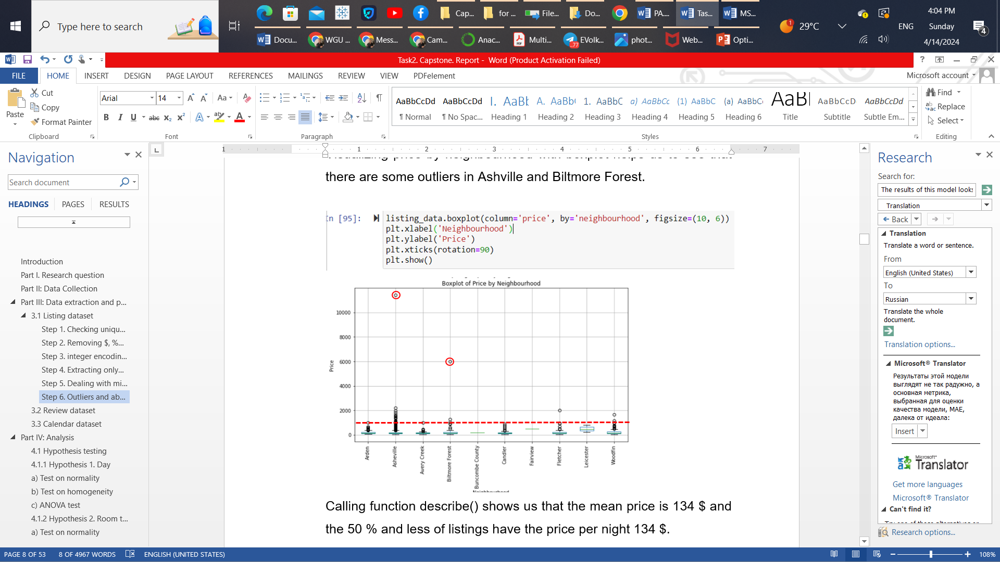 Type here to search
Cap...
for ...
File...
Do...
PA...
Tas...
MS...
Docu...
WGU ...
Mess...
Cam...
Anac...
Multi...
EVolk...
phot...
Web...
Opti...
..77
1
29°C
ENG
4:04 PM
Sunday
4/14/2024
4
Task2. Capstone. Report - Word (Product Activation Failed)
FILE
HOME
INSERT
DESIGN
PAGE LAYOUT
REFERENCES
MAILINGS
REVIEW
VIEW
PDFelement
Microsoft account
Paste
Cut
Copy
Format Painter
Clipboard
Arial
14
Font
Paragraph
AaBbCcDd
¶ Normal
AaBbCcDd
¶ No Spac...
I. AaBb
Heading 1
A. AaBb(
Heading 2
1. AaBbC
Heading 3
a) AaBbCc
Heading 4
(1) AaBbC
Heading 5
(a) AaBbC
Heading 6
AaBl
Title
AaBbCcD
Subtitle
AaBbCcDd
Subtle Em...
Styles
Find
Replace
Select
Editing
Navigation
Search document
HEADINGS
PAGES
RESULTS
Introduction
Part I. Research question
Part II: Data Collection
Part III: Data extraction and p...
3.1 Listing dataset
Step 1. Checking uniqu...
Step 2. Removing $, %...
Step 3. integer encodin...
Step 4. Extracting only...
Step 5. Dealing with mi...
Step 6. Outliers and ab...
3.2 Review dataset
3.3 Calendar dataset
Part IV: Analysis
4.1 Hypothesis testing
4.1.1 Hypothesis 1. Day
a) Test on normality
b) Test on homogeneity
c) ANOVA test
4.1.2 Hypothesis 2. Room t...
a) Test on normality
1 1 2 3 4 5 6 7
Visualizing price by neighbourhood with boxplot helps us to see that
there are some outliers in Ashville and Biltmore Forest.
In [95]:
listing_data.boxplot(column='price', by='neighbourhood', figsize=(10, 6))
plt.xlabel('Neighbourhood')
plt.ylabel('Price')
plt.xticks(rotation=90)
plt.show()
Boxplot of Price by Neighbourhood
Price
10000
8000
6000
4000
2000
0
Arden
Asheville
Avery Creek
Biltmore Forest
Buncombe County
Candler
Fairview
Fletcher
Leicester
Woodfin
Neighbourhood
Calling function describe() shows us that the mean price is 134 $ and
the 50 % and less of listings have the price per night 134 $.
Research
Search for:
The results of this model looks
Translation
Back
Translation
Translate a word or sentence.
From
English (United States)
To
Russian
Translate the whole
document.
Translation options...
Microsoft® Translator
Результаты этой модели
выглядят не так радужно, а
основная метрика,
выбранная для оценки
качества модели, MAE,
далека от идеала:
Insert
Microsoft®
Translator
Get more languages
Microsoft® Translator
Can't find it?
Research options...
PAGE 8 OF 53
8 OF 4967 WORDS
ENGLISH (UNITED STATES)
108%